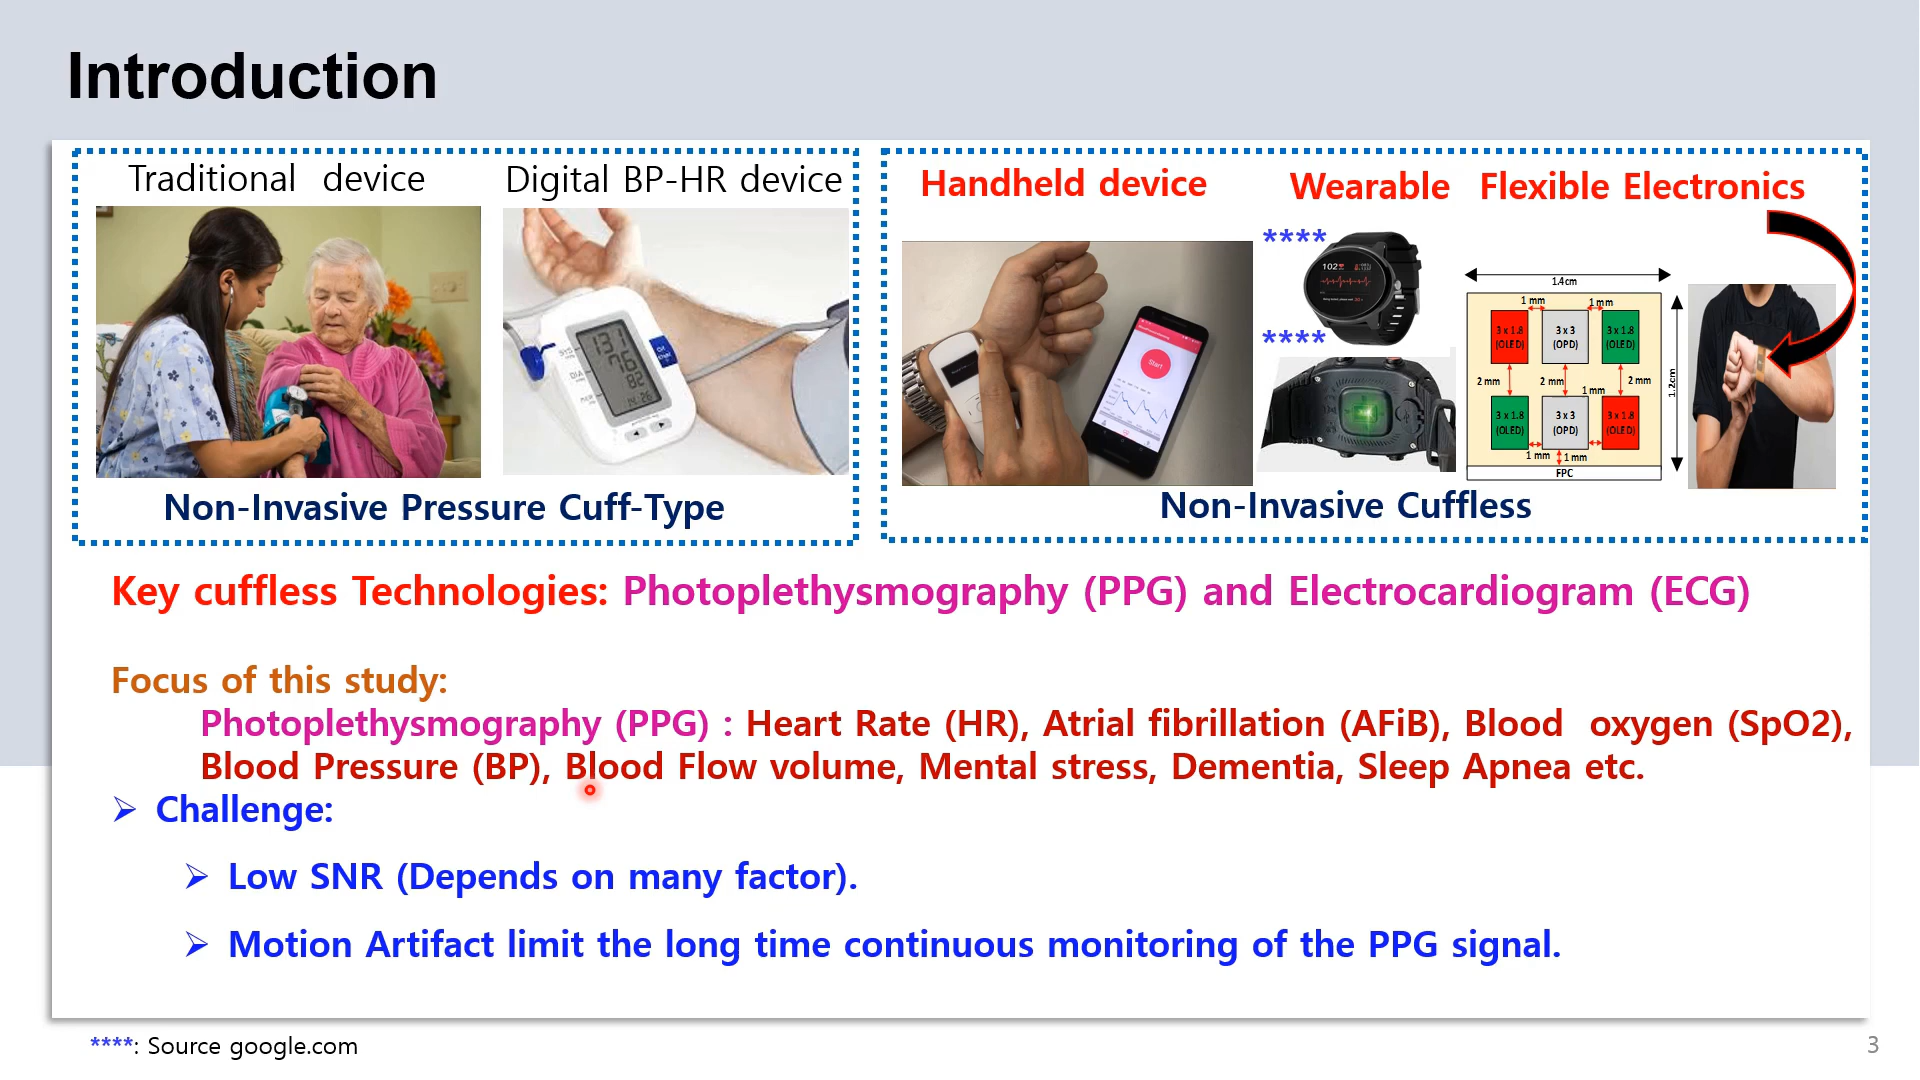 Introduction
Traditional device
Digital BP-HR device
Non-Invasive Pressure Cuff-Type
Handheld device
Wearable
Flexible Electronics
****
102
****
Start
1.4cm
1 mm
1 mm
3 x 1.8
(OLED)
3 x 3
(OPD)
3 x 1.8
(OLED)
2 mm
2 mm
2 mm
1 mm
1.2cm
3 x 1.8
(OLED)
3 x 3
(OPD)
3 x 1.8
(OLED)
1 mm
1 mm
FPC
Non-Invasive Cuffless
Key cuffless Technologies: Photoplethysmography (PPG) and Electrocardiogram (ECG)
Focus of this study:
Photoplethysmography (PPG) : Heart Rate (HR), Atrial fibrillation (AFiB), Blood oxygen (SpO2),
Blood Pressure (BP), Blood Flow volume, Mental stress, Dementia, Sleep Apnea etc.
Challenge:
Low SNR (Depends on many factor).
Motion Artifact limit the long time continuous monitoring of the PPG signal.
****: Source google.com
3